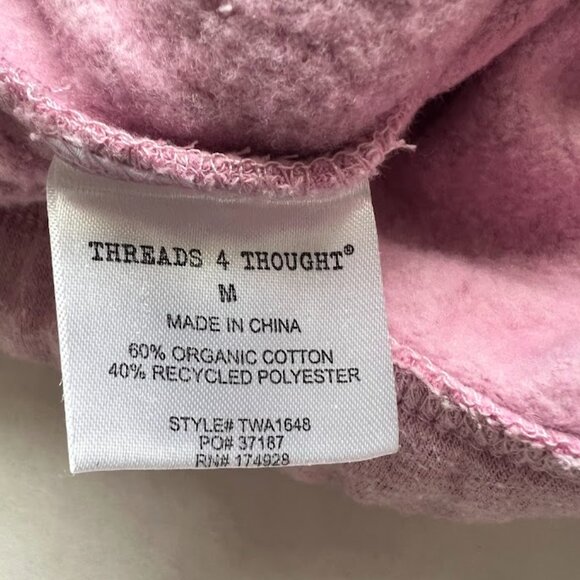 THREADS 4 THOUGHT®
M
MADE IN CHINA
60% ORGANIC COTTON
40% RECYCLED POLYESTER
STYLE# TWA1648
PO# 37187
RN# 174928